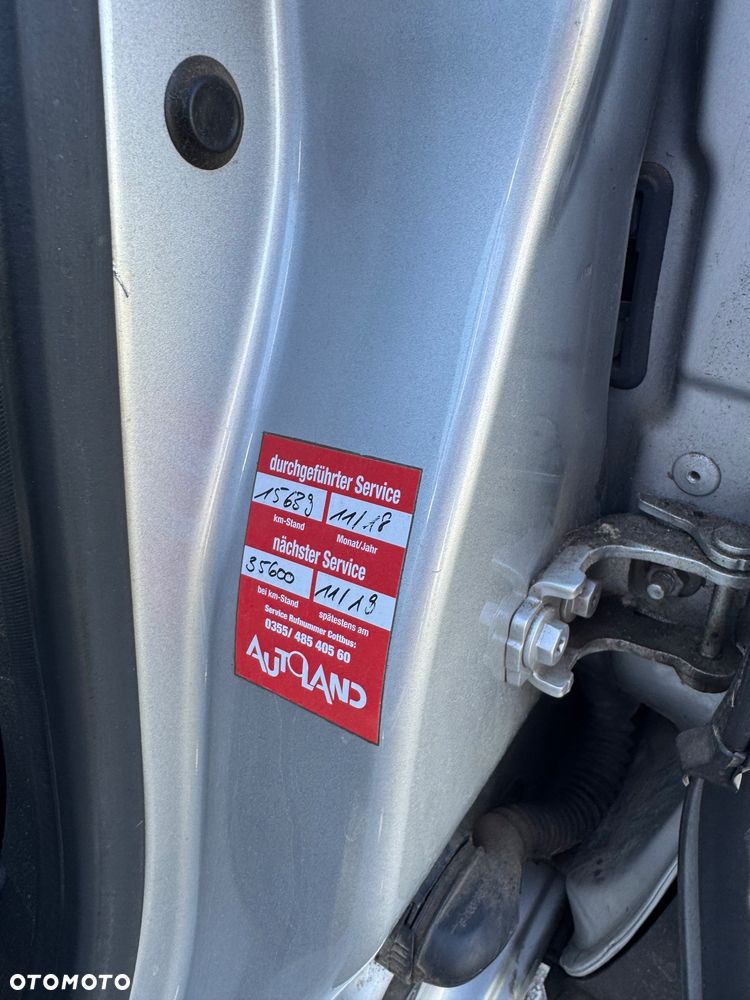 durchgeführter Service
15689 11/18
km-Stand Monat/Jahr
nächster Service
35600 11/19
bei km-Stand spätestens am
Service Rufnummer Cottbus:
0355/ 485 405 60
AUTOLAND
OTOMOTO